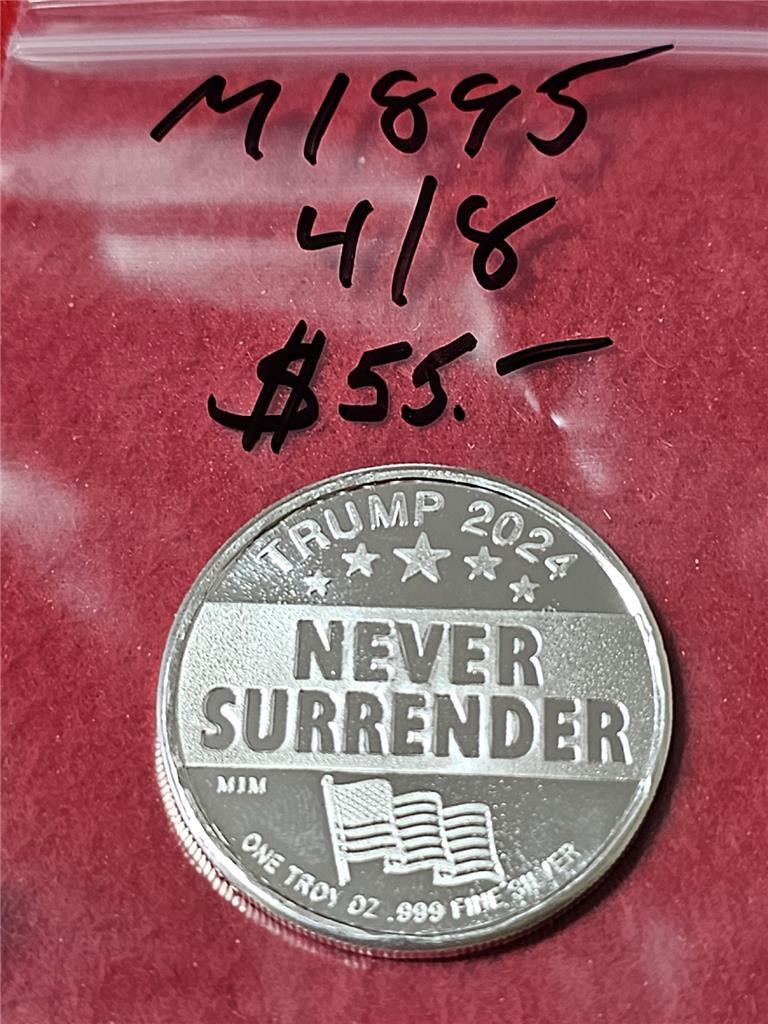 M1895
4/8
$55.—
TRUMP 2024
NEVER
SURRENDER
MJM
ONE TROY OZ .999 FINE SILVER